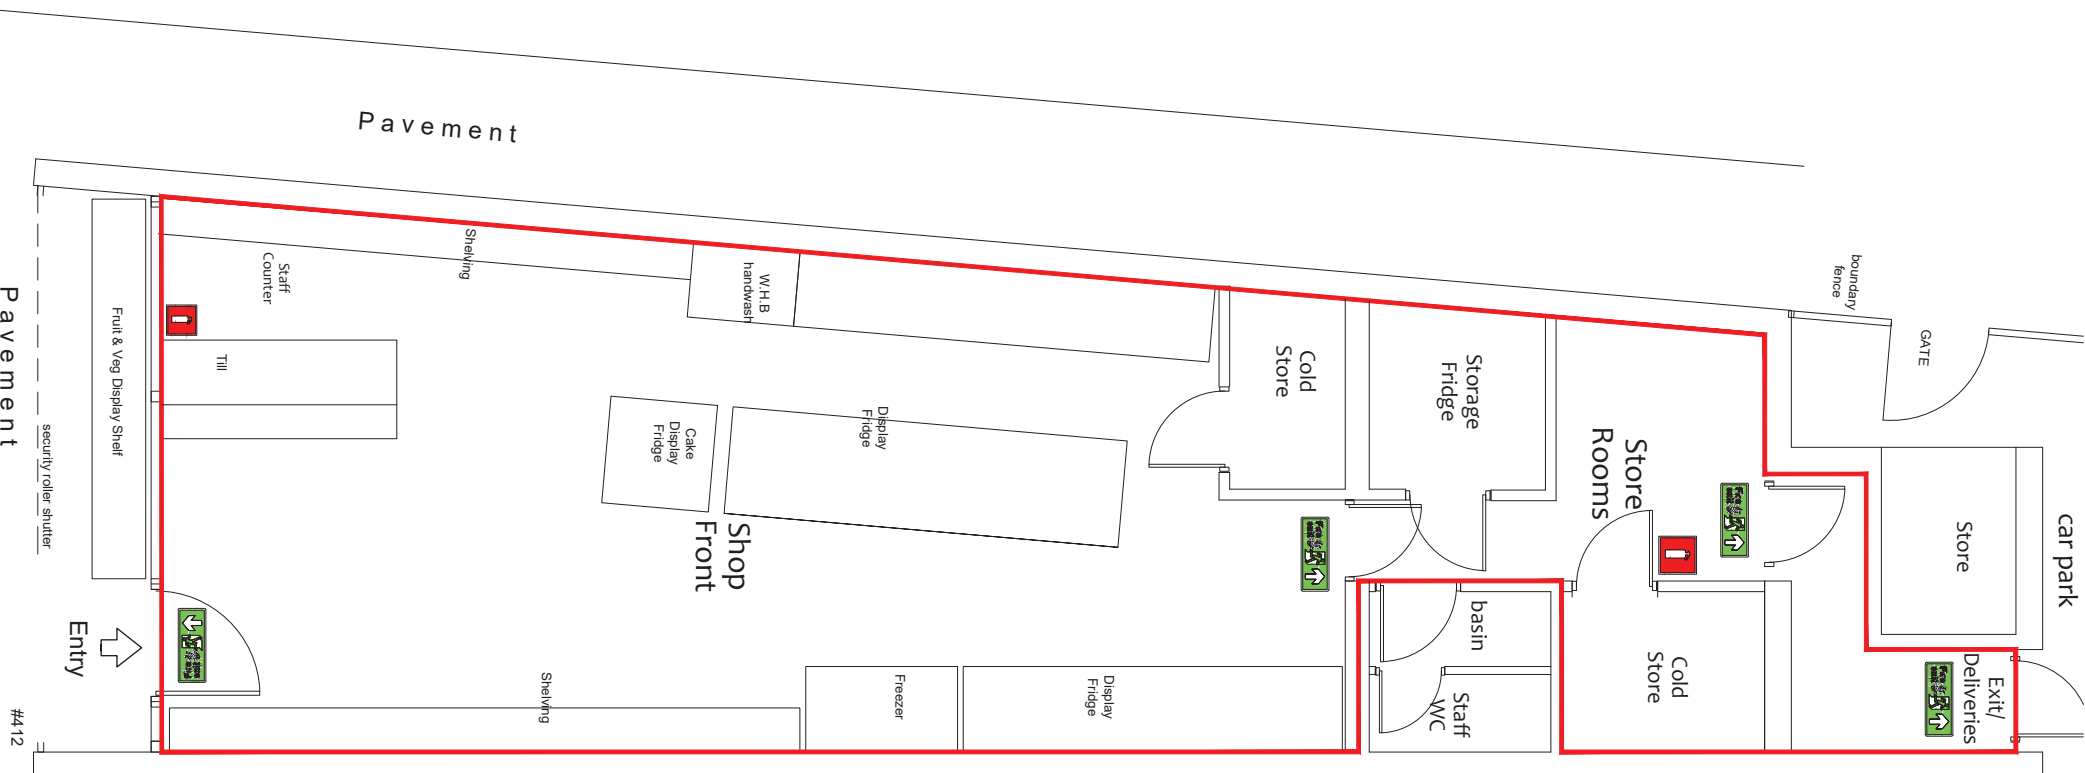 Pavement
Pavement
security roller shutter
Fruit & Veg Display Shelf
Entry
#412
Staff
Counter
Till
Shelving
W.H.B
handwash
Cake
Display
Fridge
Display
Fridge
Shop
Front
Shelving
Freezer
Display
Fridge
Cold
Store
Storage
Fridge
Store
Rooms
basin
Staff
WC
Cold
Store
boundary
fence
GATE
Store
car park
Exit/
Deliveries